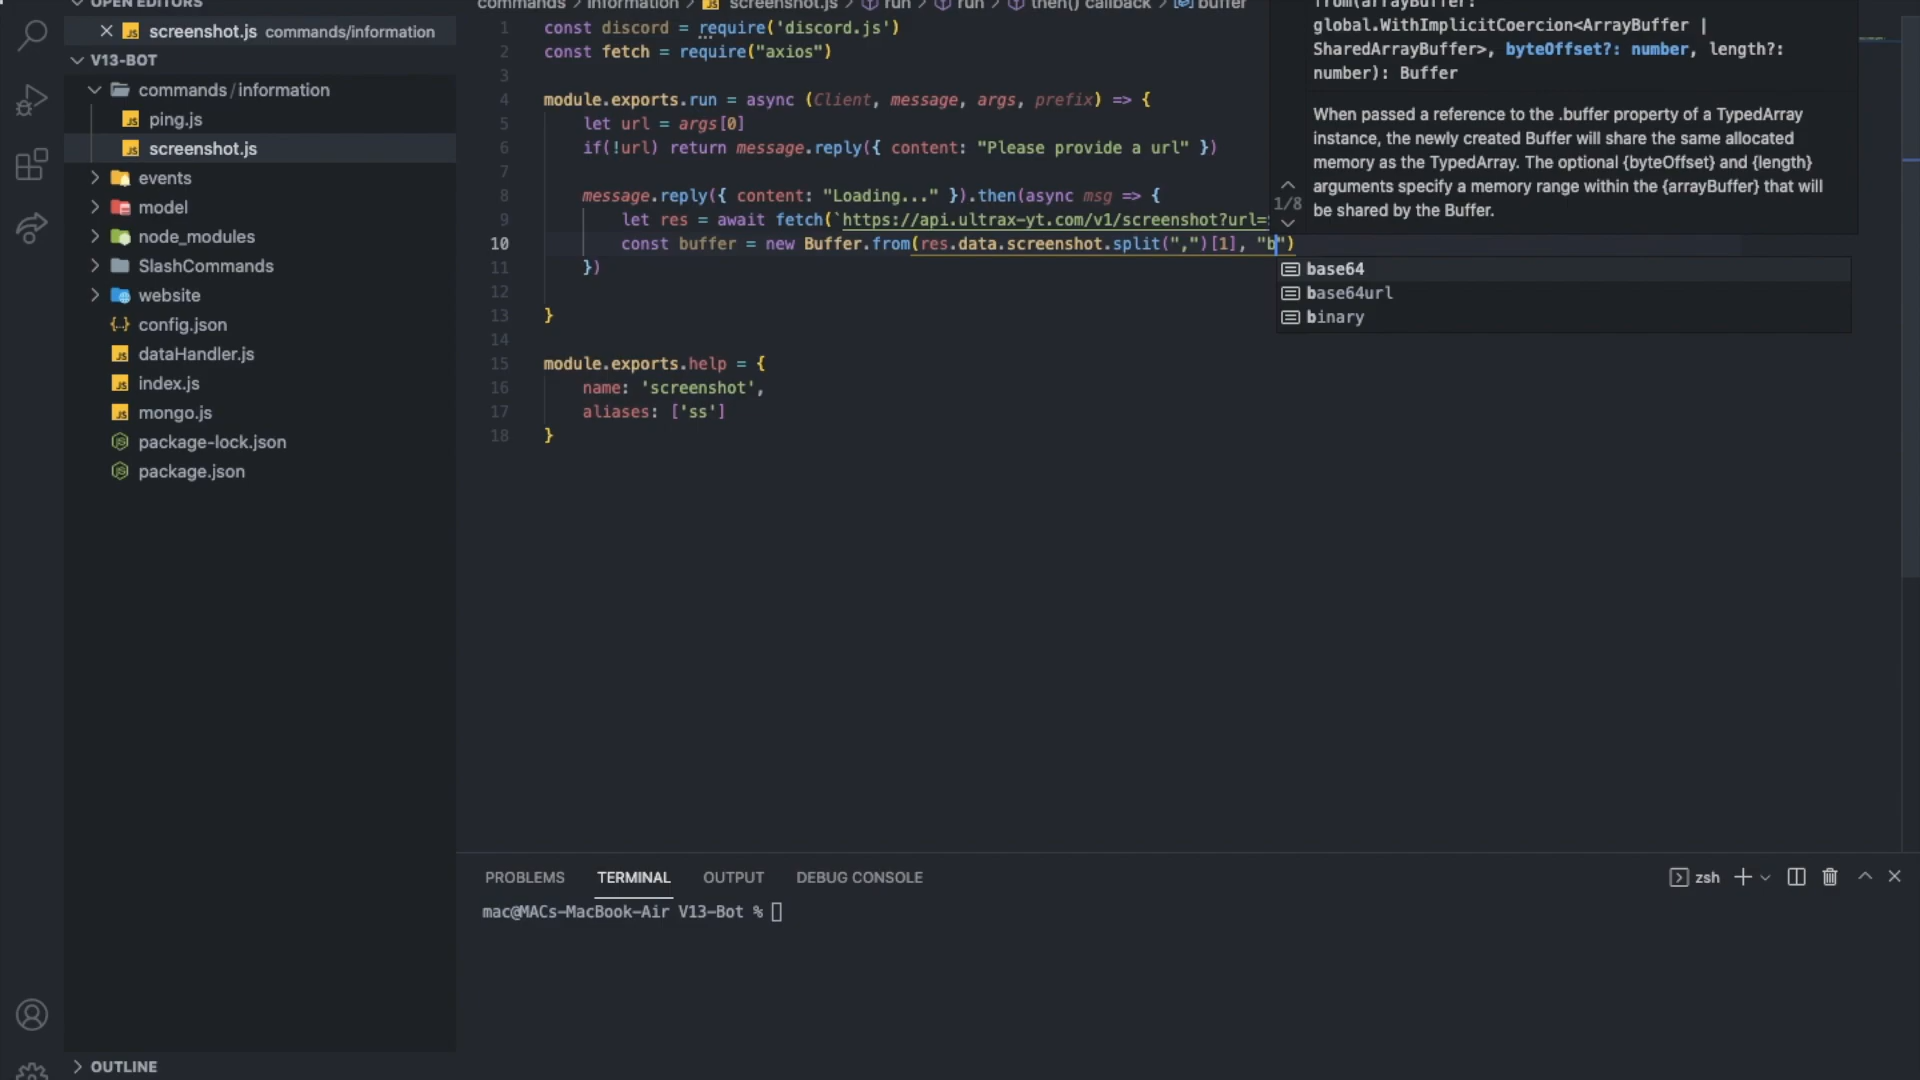 OPEN EDITORS
screenshot.js commands/information
V13-BOT
commands / information
ping.js
screenshot.js
events
model
node_modules
SlashCommands
website
config.json
dataHandler.js
index.js
mongo.js
package-lock.json
package.json
OUTLINE
commands > information > JS screenshot.js > run > run > then() callback > buffer
1 const discord = require('discord.js')
2 const fetch = require("axios")
3
4 module.exports.run = async (Client, message, args, prefix) => {
5 let url = args[0]
6 if(!url) return message.reply({ content: "Please provide a url" })
7
8 message.reply({ content: "Loading..." }).then(async msg => {
9 let res = await fetch(`https://api.ultrax-yt.com/v1/screenshot?url=
10 const buffer = new Buffer.from(res.data.screenshot.split(",")[1], "b")
11 })
12
13 }
14
15 module.exports.help = {
16 name: 'screenshot',
17 aliases: ['ss']
18 }
1/8
from(arrayBuffer:
global.WithImplicitCoercion<ArrayBuffer |
SharedArrayBuffer>, byteOffset?: number, length?:
number): Buffer
When passed a reference to the .buffer property of a TypedArray
instance, the newly created Buffer will share the same allocated
memory as the TypedArray. The optional {byteOffset} and {length}
arguments specify a memory range within the {arrayBuffer} that will
be shared by the Buffer.
base64
base64url
binary
PROBLEMS TERMINAL OUTPUT DEBUG CONSOLE
zsh
mac@MACs-MacBook-Air V13-Bot %